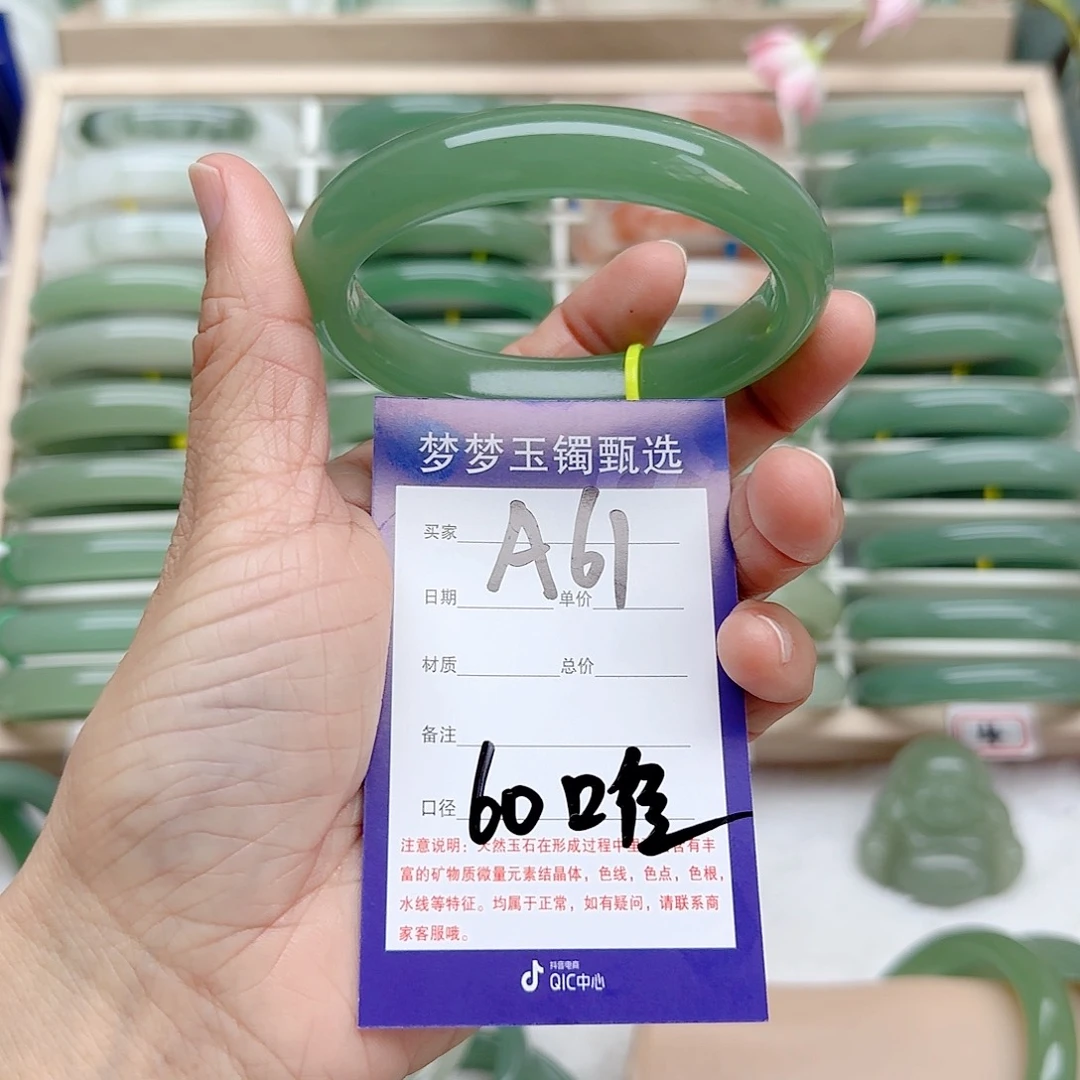 梦梦玉镯甄选
买家 A61
日期 单价
材质 总价
备注
口径 60口径
注意说明：天然玉石在形成过程中里 含有丰
富的矿物质微量元素结晶体，色线，色点，色根，
水线等特征。均属于正常，如有疑问，请联系商
家客服哦。
抖音电商
QIC中心